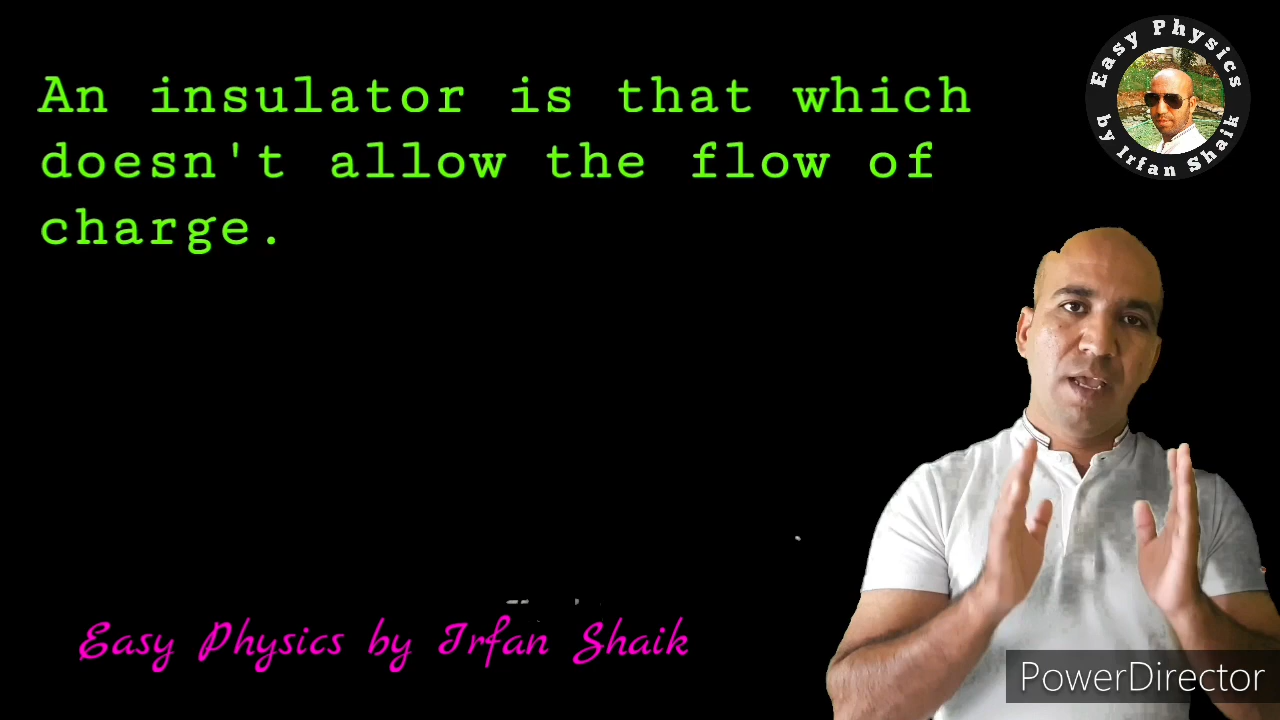 An insulator is that which
doesn't allow the flow of
charge.
Easy Physics
by Irfan Shaik
Easy Physics by Irfan Shaik
PowerDirector